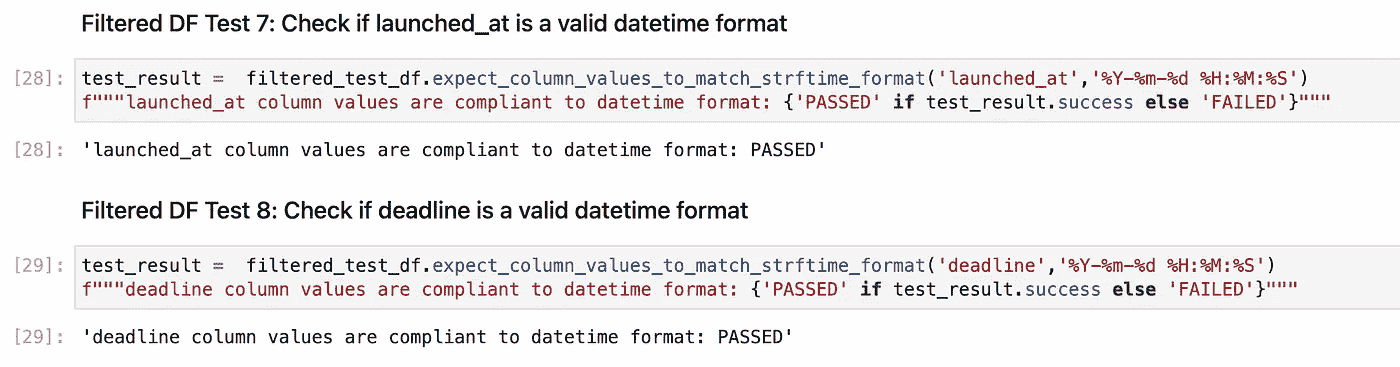 Filtered DF Test 7: Check if launched_at is a valid datetime format
[28]: test_result =  filtered_test_df.expect_column_values_to_match_strftime_format('launched_at','%Y-%m-%d %H:%M:%S')
f"""launched_at column values are compliant to datetime format: {'PASSED' if test_result.success else 'FAILED'}"""
[28]: 'launched_at column values are compliant to datetime format: PASSED'
Filtered DF Test 8: Check if deadline is a valid datetime format
[29]: test_result =  filtered_test_df.expect_column_values_to_match_strftime_format('deadline','%Y-%m-%d %H:%M:%S')
f"""deadline column values are compliant to datetime format: {'PASSED' if test_result.success else 'FAILED'}"""
[29]: 'deadline column values are compliant to datetime format: PASSED'